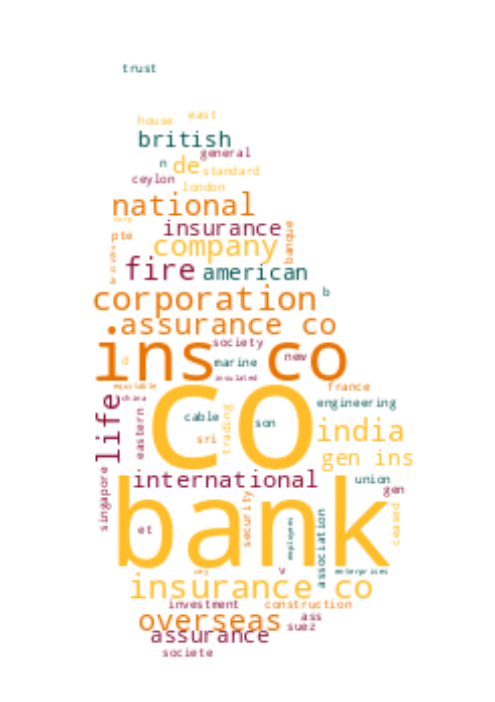 trust
east
house
british
general
n
de
standard
ceylon
london
national
insurance
banque
pte
company
fire
american
b
corporation
assurance co
society
ins co
marine
new
d
insulated
equitable
france
china
co
life
engineering
cable
trading
son
india
eastern
sri
gen ins
international
union
singapore
gen
security
ceased
bank
employees
association
et
v
enterprises
insurance co
investment
construction
overseas
ass
suez
assurance
societe